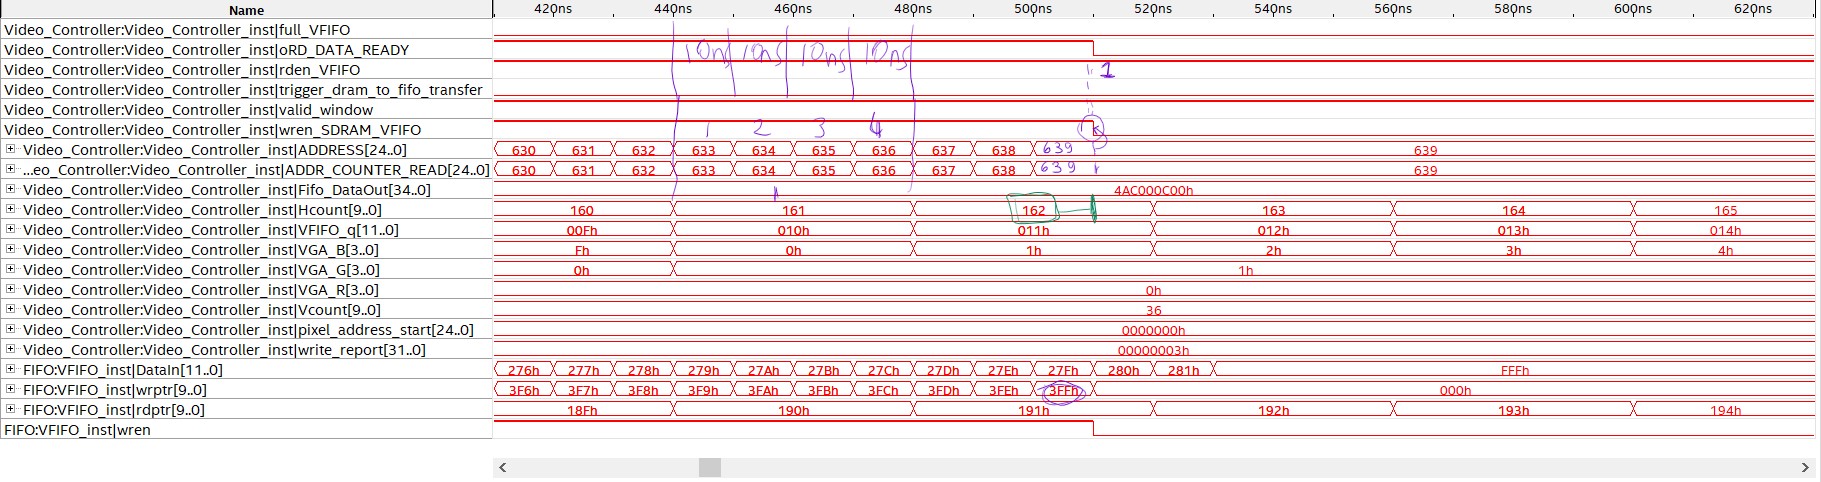 Name 420ns 440ns 460ns 480ns 500ns 520ns 540ns 560ns 580ns 600ns 620ns
Video_Controller:Video_Controller_inst|full_VFIFO
Video_Controller:Video_Controller_inst|oRD_DATA_READY 10ns 10ns 10ns 10ns
Video_Controller:Video_Controller_inst|rden_VFIFO 1
Video_Controller:Video_Controller_inst|trigger_dram_to_fifo_transfer
Video_Controller:Video_Controller_inst|valid_window
Video_Controller:Video_Controller_inst|wren_SDRAM_VFIFO 1 2 3 4
Video_Controller:Video_Controller_inst|ADDRESS[24..0] 630 631 632 633 634 635 636 637 638 639 639
...eo_Controller:Video_Controller_inst|ADDR_COUNTER_READ[24..0] 630 631 632 633 634 635 636 637 638 639 639
Video_Controller:Video_Controller_inst|Fifo_DataOut[34..0] 4AC000C00h
Video_Controller:Video_Controller_inst|Hcount[9..0] 160 161 162 163 164 165
Video_Controller:Video_Controller_inst|VFIFO_q[11..0] 00Fh 010h 011h 012h 013h 014h
Video_Controller:Video_Controller_inst|VGA_B[3..0] Fh 0h 1h 2h 3h 4h
Video_Controller:Video_Controller_inst|VGA_G[3..0] 0h 1h
Video_Controller:Video_Controller_inst|VGA_R[3..0] 0h
Video_Controller:Video_Controller_inst|Vcount[9..0] 36
Video_Controller:Video_Controller_inst|pixel_address_start[24..0] 0000000h
Video_Controller:Video_Controller_inst|write_report[31..0] 00000003h
FIFO:VFIFO_inst|DataIn[11..0] 276h 277h 278h 279h 27Ah 27Bh 27Ch 27Dh 27Eh 27Fh 280h 281h FFFh
FIFO:VFIFO_inst|wrptr[9..0] 3F6h 3F7h 3F8h 3F9h 3FAh 3FBh 3FCh 3FDh 3FEh 3FFh 000h
FIFO:VFIFO_inst|rdptr[9..0] 18Fh 190h 191h 192h 193h 194h
FIFO:VFIFO_inst|wren